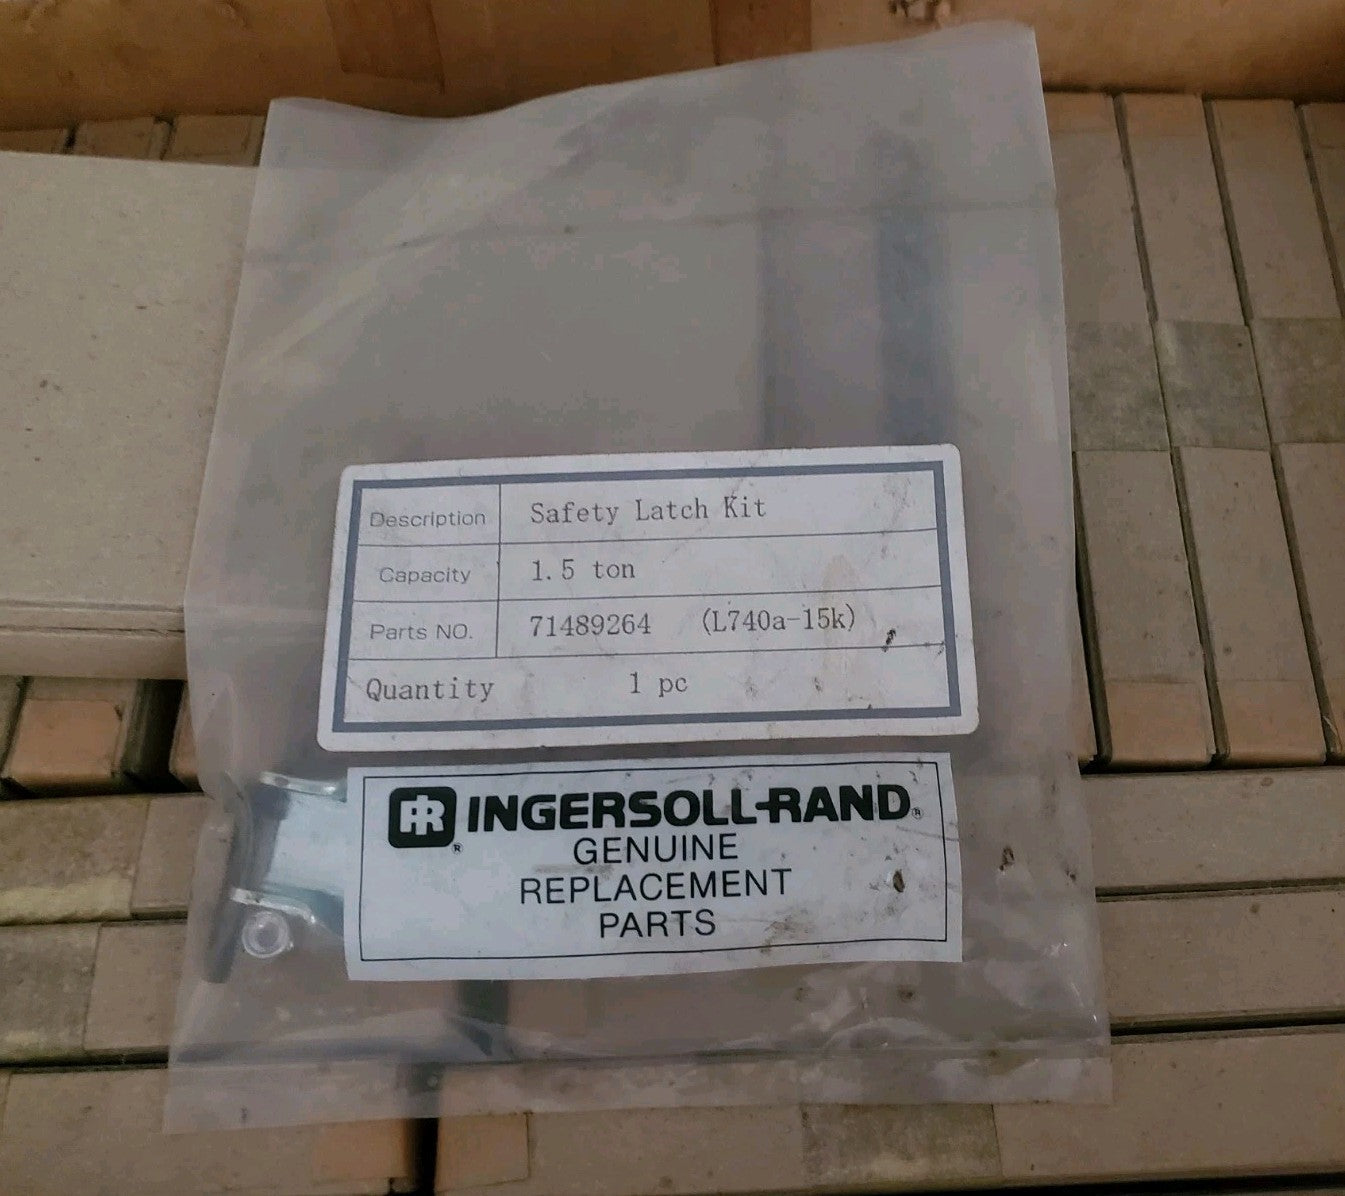 Description Safety Latch Kit
Capacity 1.5 ton
Parts NO. 71489264 (L740a-15k)
Quantity 1 pc
IR® INGERSOLL-RAND®
GENUINE
REPLACEMENT
PARTS